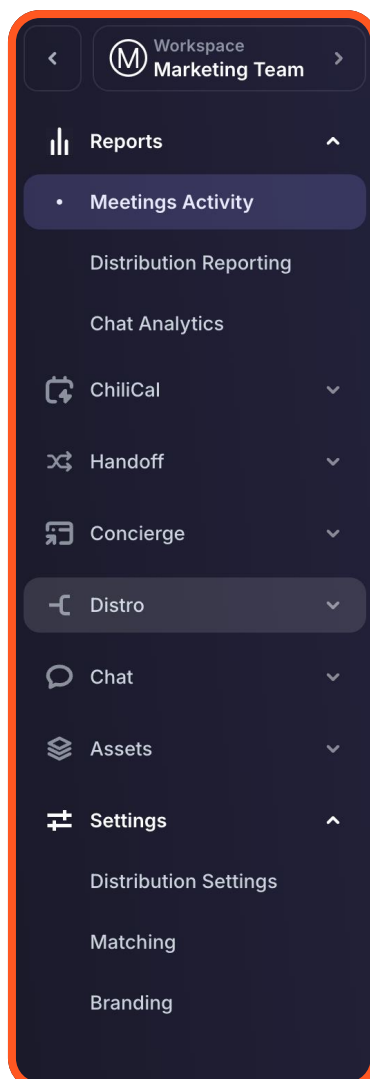 Workspace
M Marketing Team
Reports
Meetings Activity
Distribution Reporting
Chat Analytics
ChiliCal
Handoff
Concierge
Distro
Chat
Assets
Settings
Distribution Settings
Matching
Branding